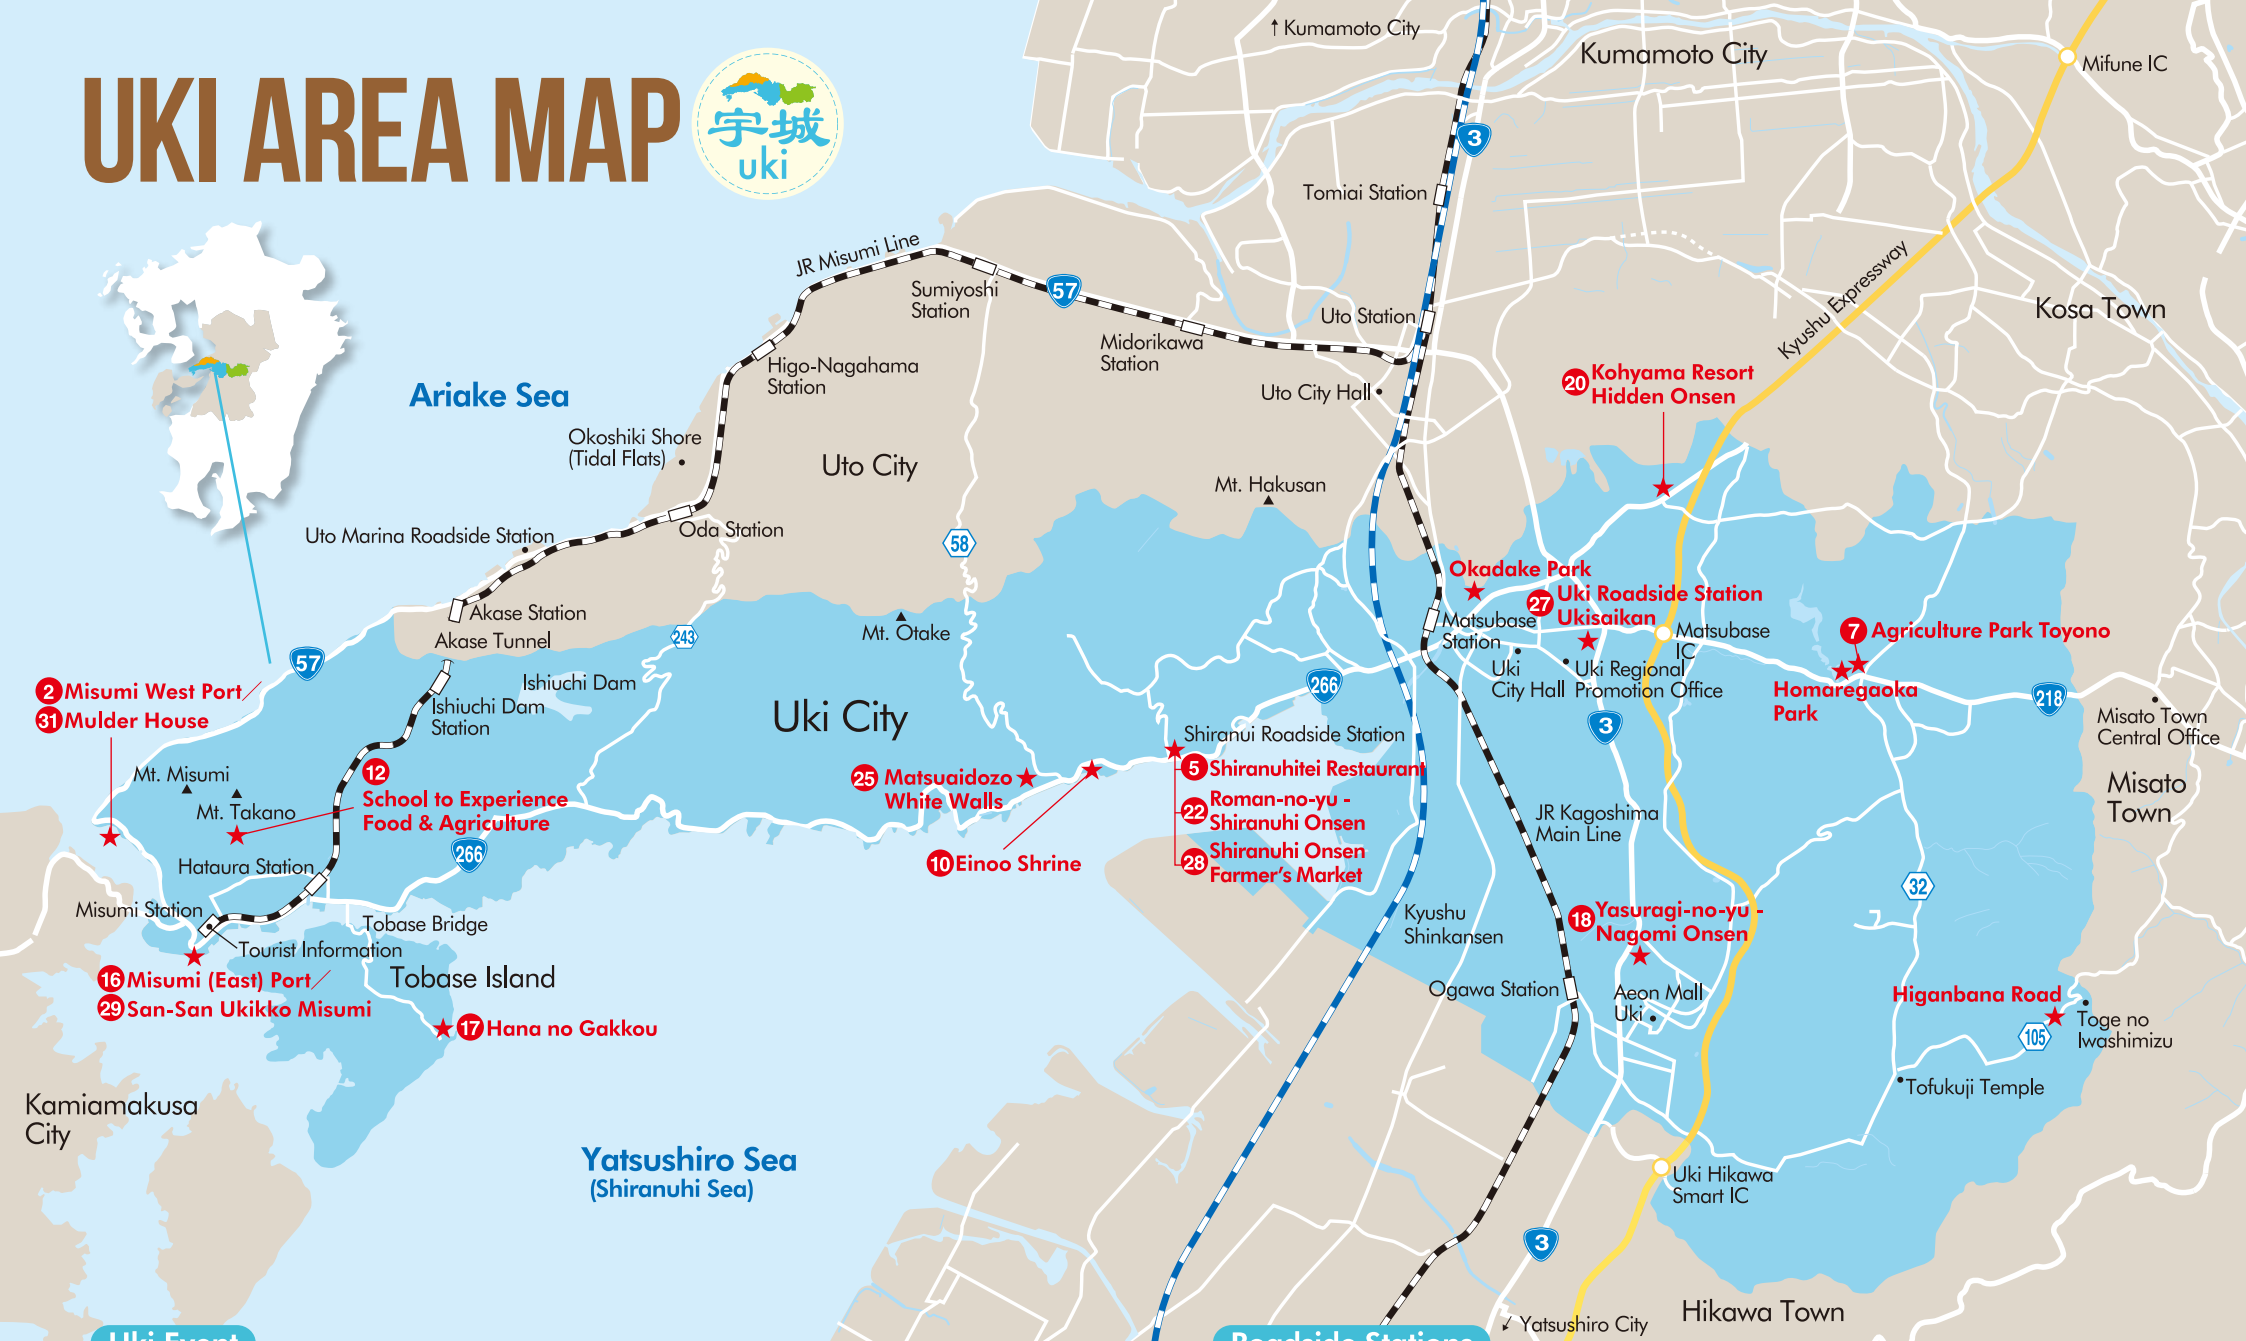 UKI AREA MAP
宇城
uki
↑ Kumamoto City
Kumamoto City
Mifune IC
3
Tomiai Station
JR Misumi Line
Sumiyoshi
Station
57
Midorikawa
Station
Uto Station
Kyushu Expressway
Kosa Town
Higo-Nagahama
Station
Ariake Sea
Uto City Hall
20 Kohyama Resort
Hidden Onsen
Okoshiki Shore
(Tidal Flats)
Uto City
Mt. Hakusan
Uto Marina Roadside Station
Oda Station
58
Okadake Park
27 Uki Roadside Station
Ukisaikan
Akase Station
Akase Tunnel
243
Mt. Otake
Matsubase
Station
Matsubase
IC
7 Agriculture Park Toyono
57
Ishiuchi Dam
Ishiuchi Dam
Station
266
Uki
City Hall
Uki Regional
Promotion Office
Homaregaoka
Park
218
2 Misumi West Port
31 Mulder House
Uki City
Shiranui Roadside Station
3
Misato Town
Central Office
Mt. Misumi
Mt. Takano
12
School to Experience
Food & Agriculture
25 Matsuaidozo
White Walls
5 Shiranuhitei Restaurant
22 Roman-no-yu -
Shiranuhi Onsen
28 Shiranuhi Onsen
Farmer's Market
Misato
Town
JR Kagoshima
Main Line
266
10 Einoo Shrine
Hataura Station
32
Misumi Station
Tobase Bridge
Kyushu
Shinkansen
18 Yasuragi-no-yu -
Nagomi Onsen
Tourist Information
16 Misumi (East) Port
29 San-San Ukikko Misumi
Tobase Island
Ogawa Station
Aeon Mall
Uki
Higanbana Road
17 Hana no Gakkou
105
Toge no
Iwashimizu
Tofukuji Temple
Kamiamakusa
City
Yatsushiro Sea
(Shiranuhi Sea)
Uki Hikawa
Smart IC
3
Hikawa Town
Yatsushiro City
Uki Event
Roadside Stations